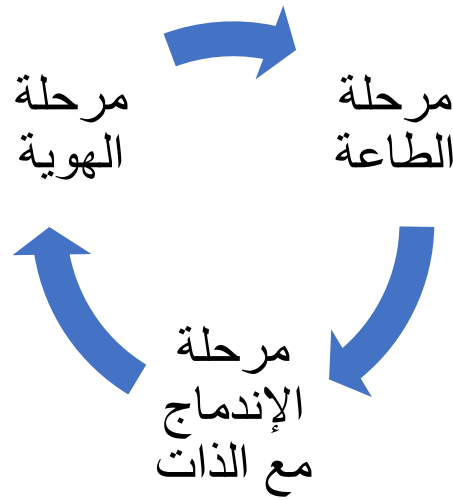 مرحلة
الطاعة
مرحلة
الإندماج
مع الذات
مرحلة
الهوية